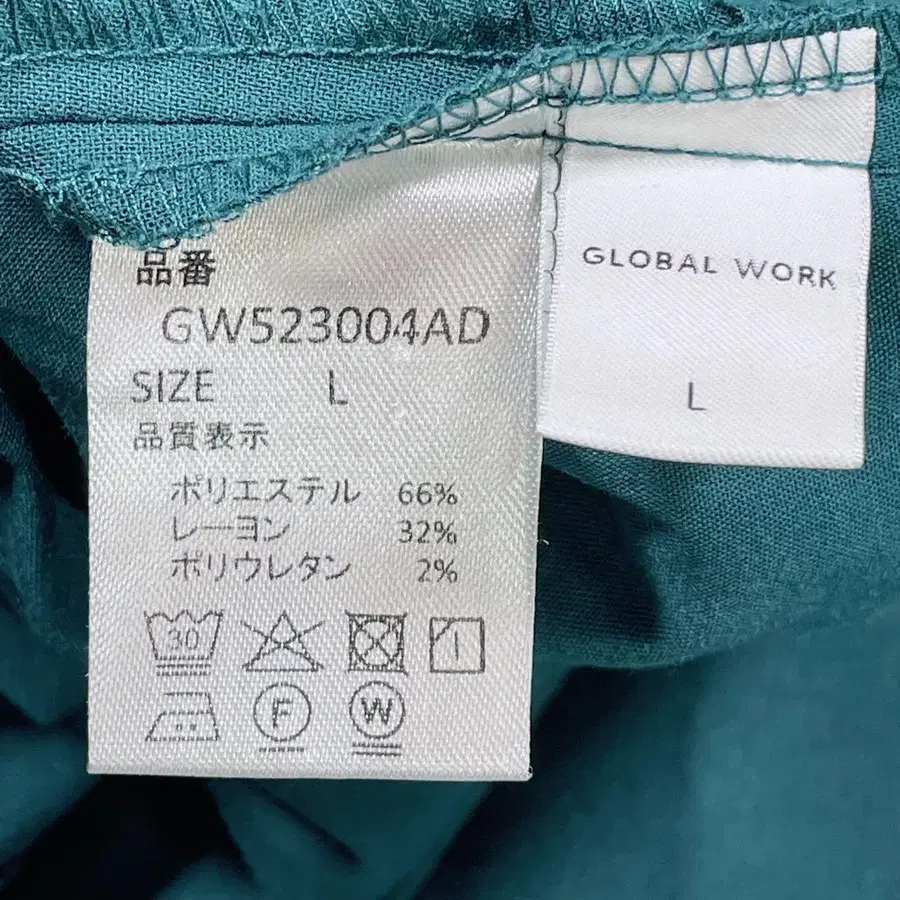 品番
GW523004AD
SIZE L
品質表示
ポリエステル 66%
レーヨン 32%
ポリウレタン 2%
30
F
W
GLOBAL WORK
L